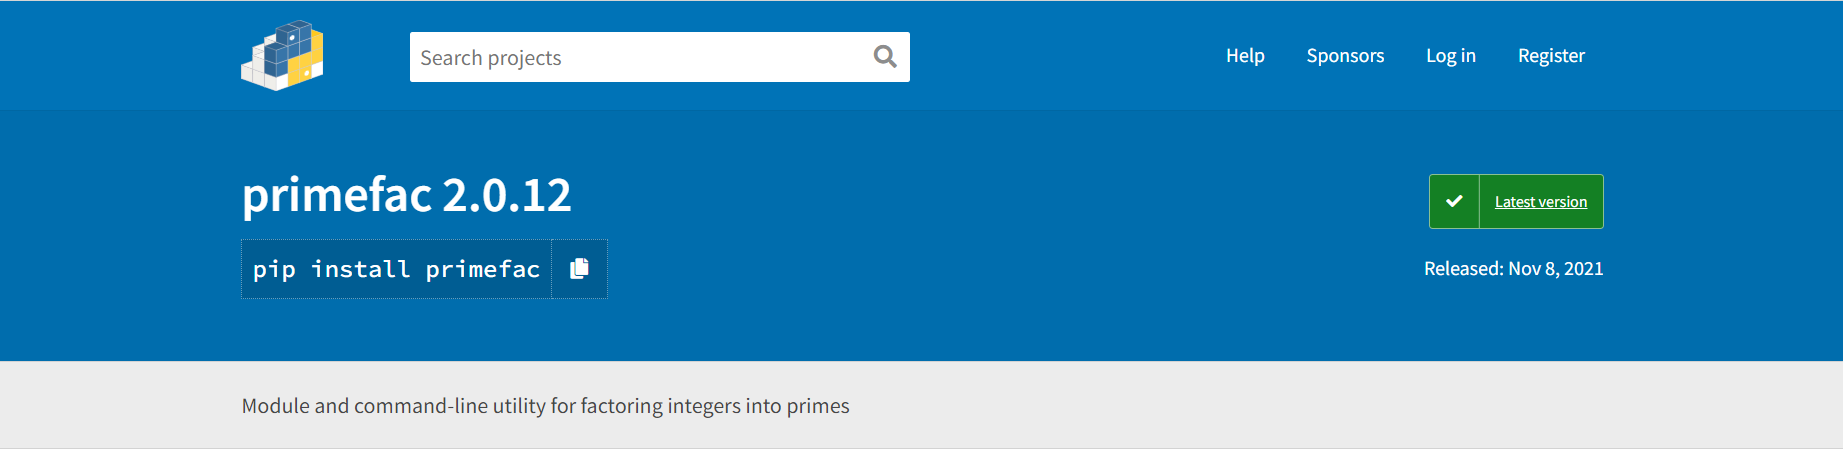 Search projects
Help
Sponsors
Log in
Register
primefac 2.0.12
Latest version
pip install primefac
Released: Nov 8, 2021
Module and command-line utility for factoring integers into primes